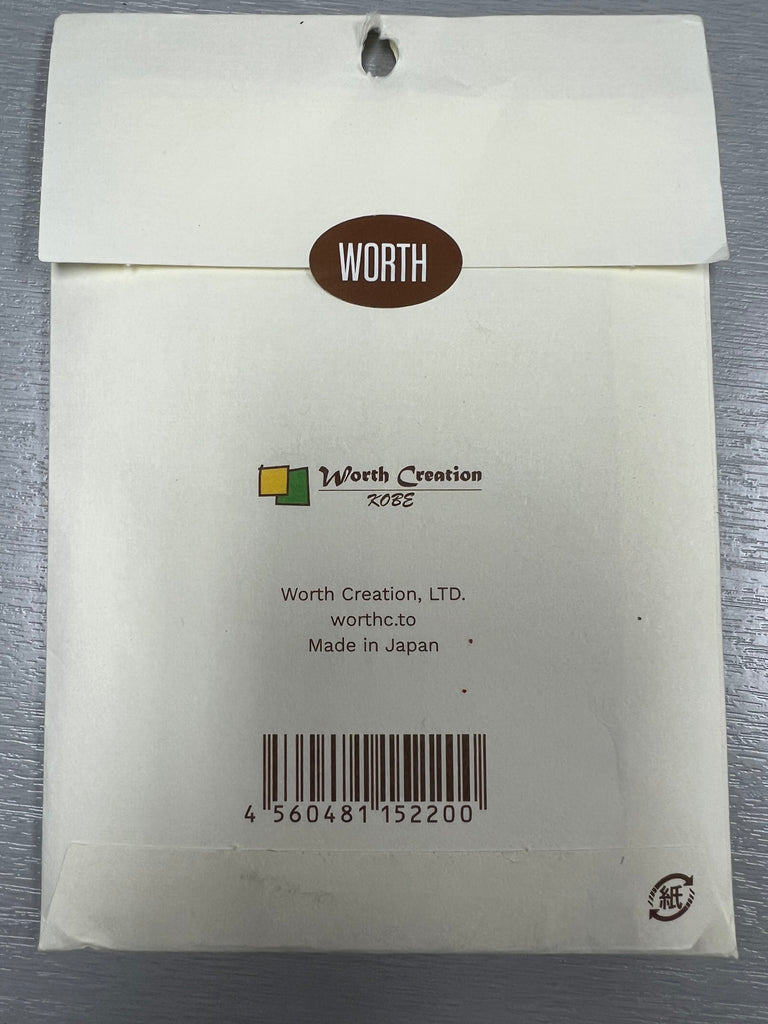 WORTH
Worth Creation
KOBE
Worth Creation, LTD.
worthc.to
Made in Japan
4 560481 152200
紙